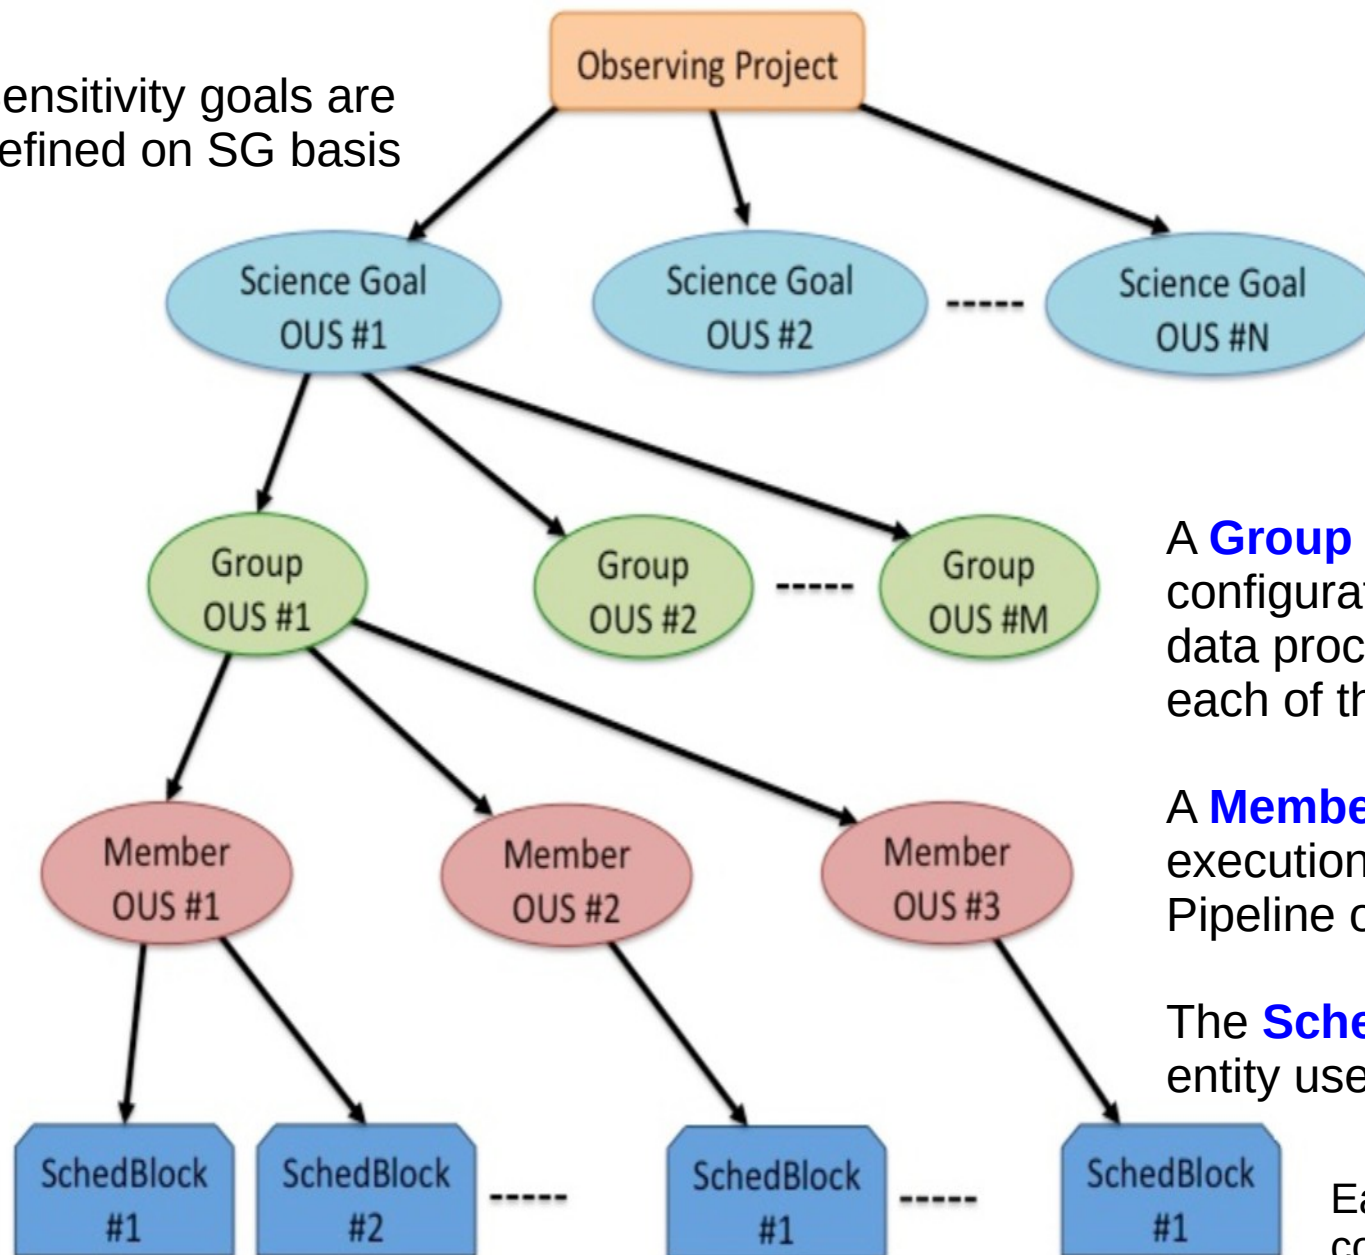 Observing Project
ensitivity goals are
efined on SG basis
Science Goal
OUS #1
Science Goal
OUS #2
-----
Science Goal
OUS #N
Group
OUS #1
Group
OUS #2
-----
Group
OUS #M
A Group
configurat
data proc
each of th
Member
OUS #1
Member
OUS #2
Member
OUS #3
A Membe
execution
Pipeline o
The Sche
entity use
SchedBlock
#1
SchedBlock
#2
-----
SchedBlock
#1
-----
SchedBlock
#1
Ea